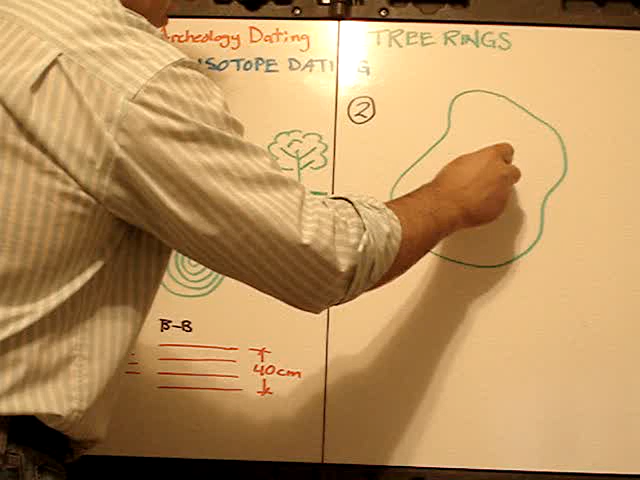 Archeology Dating
ISOTOPE DATING
TREE RINGS
2
B-B
40cm